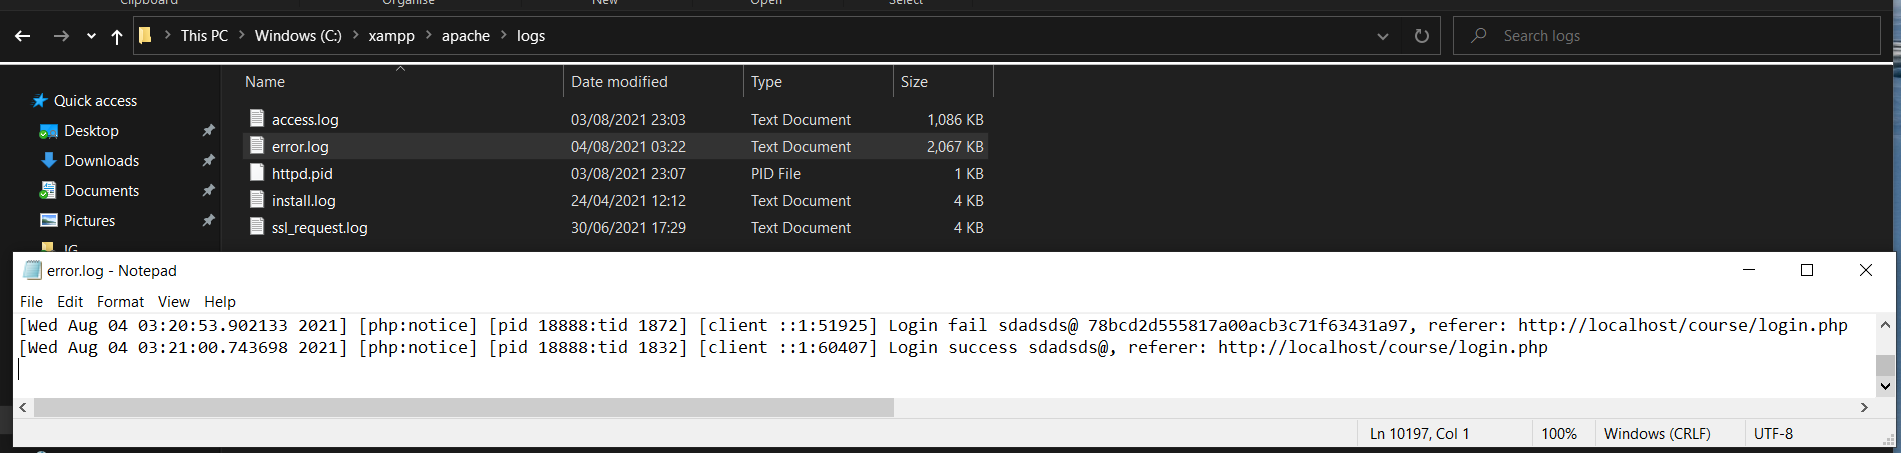 Clipboard Organise New Open Select
This PC Windows (C:) xampp apache logs
Search logs
Name Date modified Type Size
Quick access
Desktop
Downloads
Documents
Pictures
IG
access.log 03/08/2021 23:03 Text Document 1,086 KB
error.log 04/08/2021 03:22 Text Document 2,067 KB
httpd.pid 03/08/2021 23:07 PID File 1 KB
install.log 24/04/2021 12:12 Text Document 4 KB
ssl_request.log 30/06/2021 17:29 Text Document 4 KB
error.log - Notepad
File Edit Format View Help
[Wed Aug 04 03:20:53.902133 2021] [php:notice] [pid 18888:tid 1872] [client ::1:51925] Login fail sdadsds@ 78bcd2d555817a00acb3c71f63431a97, referer: http://localhost/course/login.php
[Wed Aug 04 03:21:00.743698 2021] [php:notice] [pid 18888:tid 1832] [client ::1:60407] Login success sdadsds@, referer: http://localhost/course/login.php
Ln 10197, Col 1 100% Windows (CRLF) UTF-8